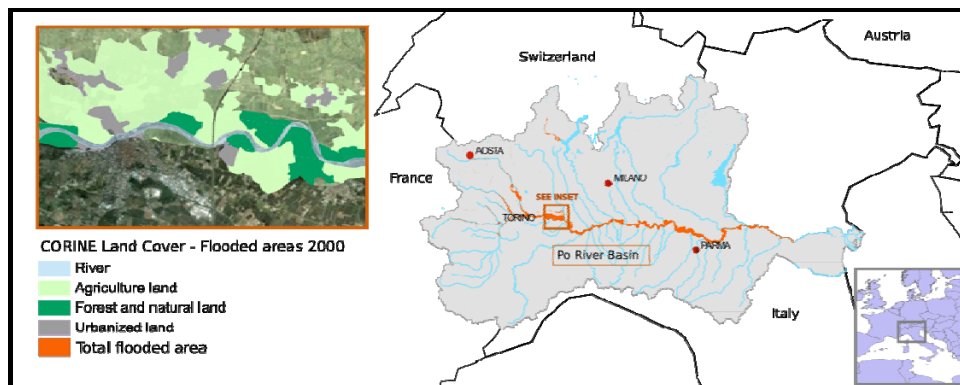 Austria
Switzerland
France
AOSTA
MILANO
SEE INSET
TORINO
PARMA
Po River Basin
Italy
CORINE Land Cover - Flooded areas 2000
River
Agriculture land
Forest and natural land
Urbanized land
Total flooded area